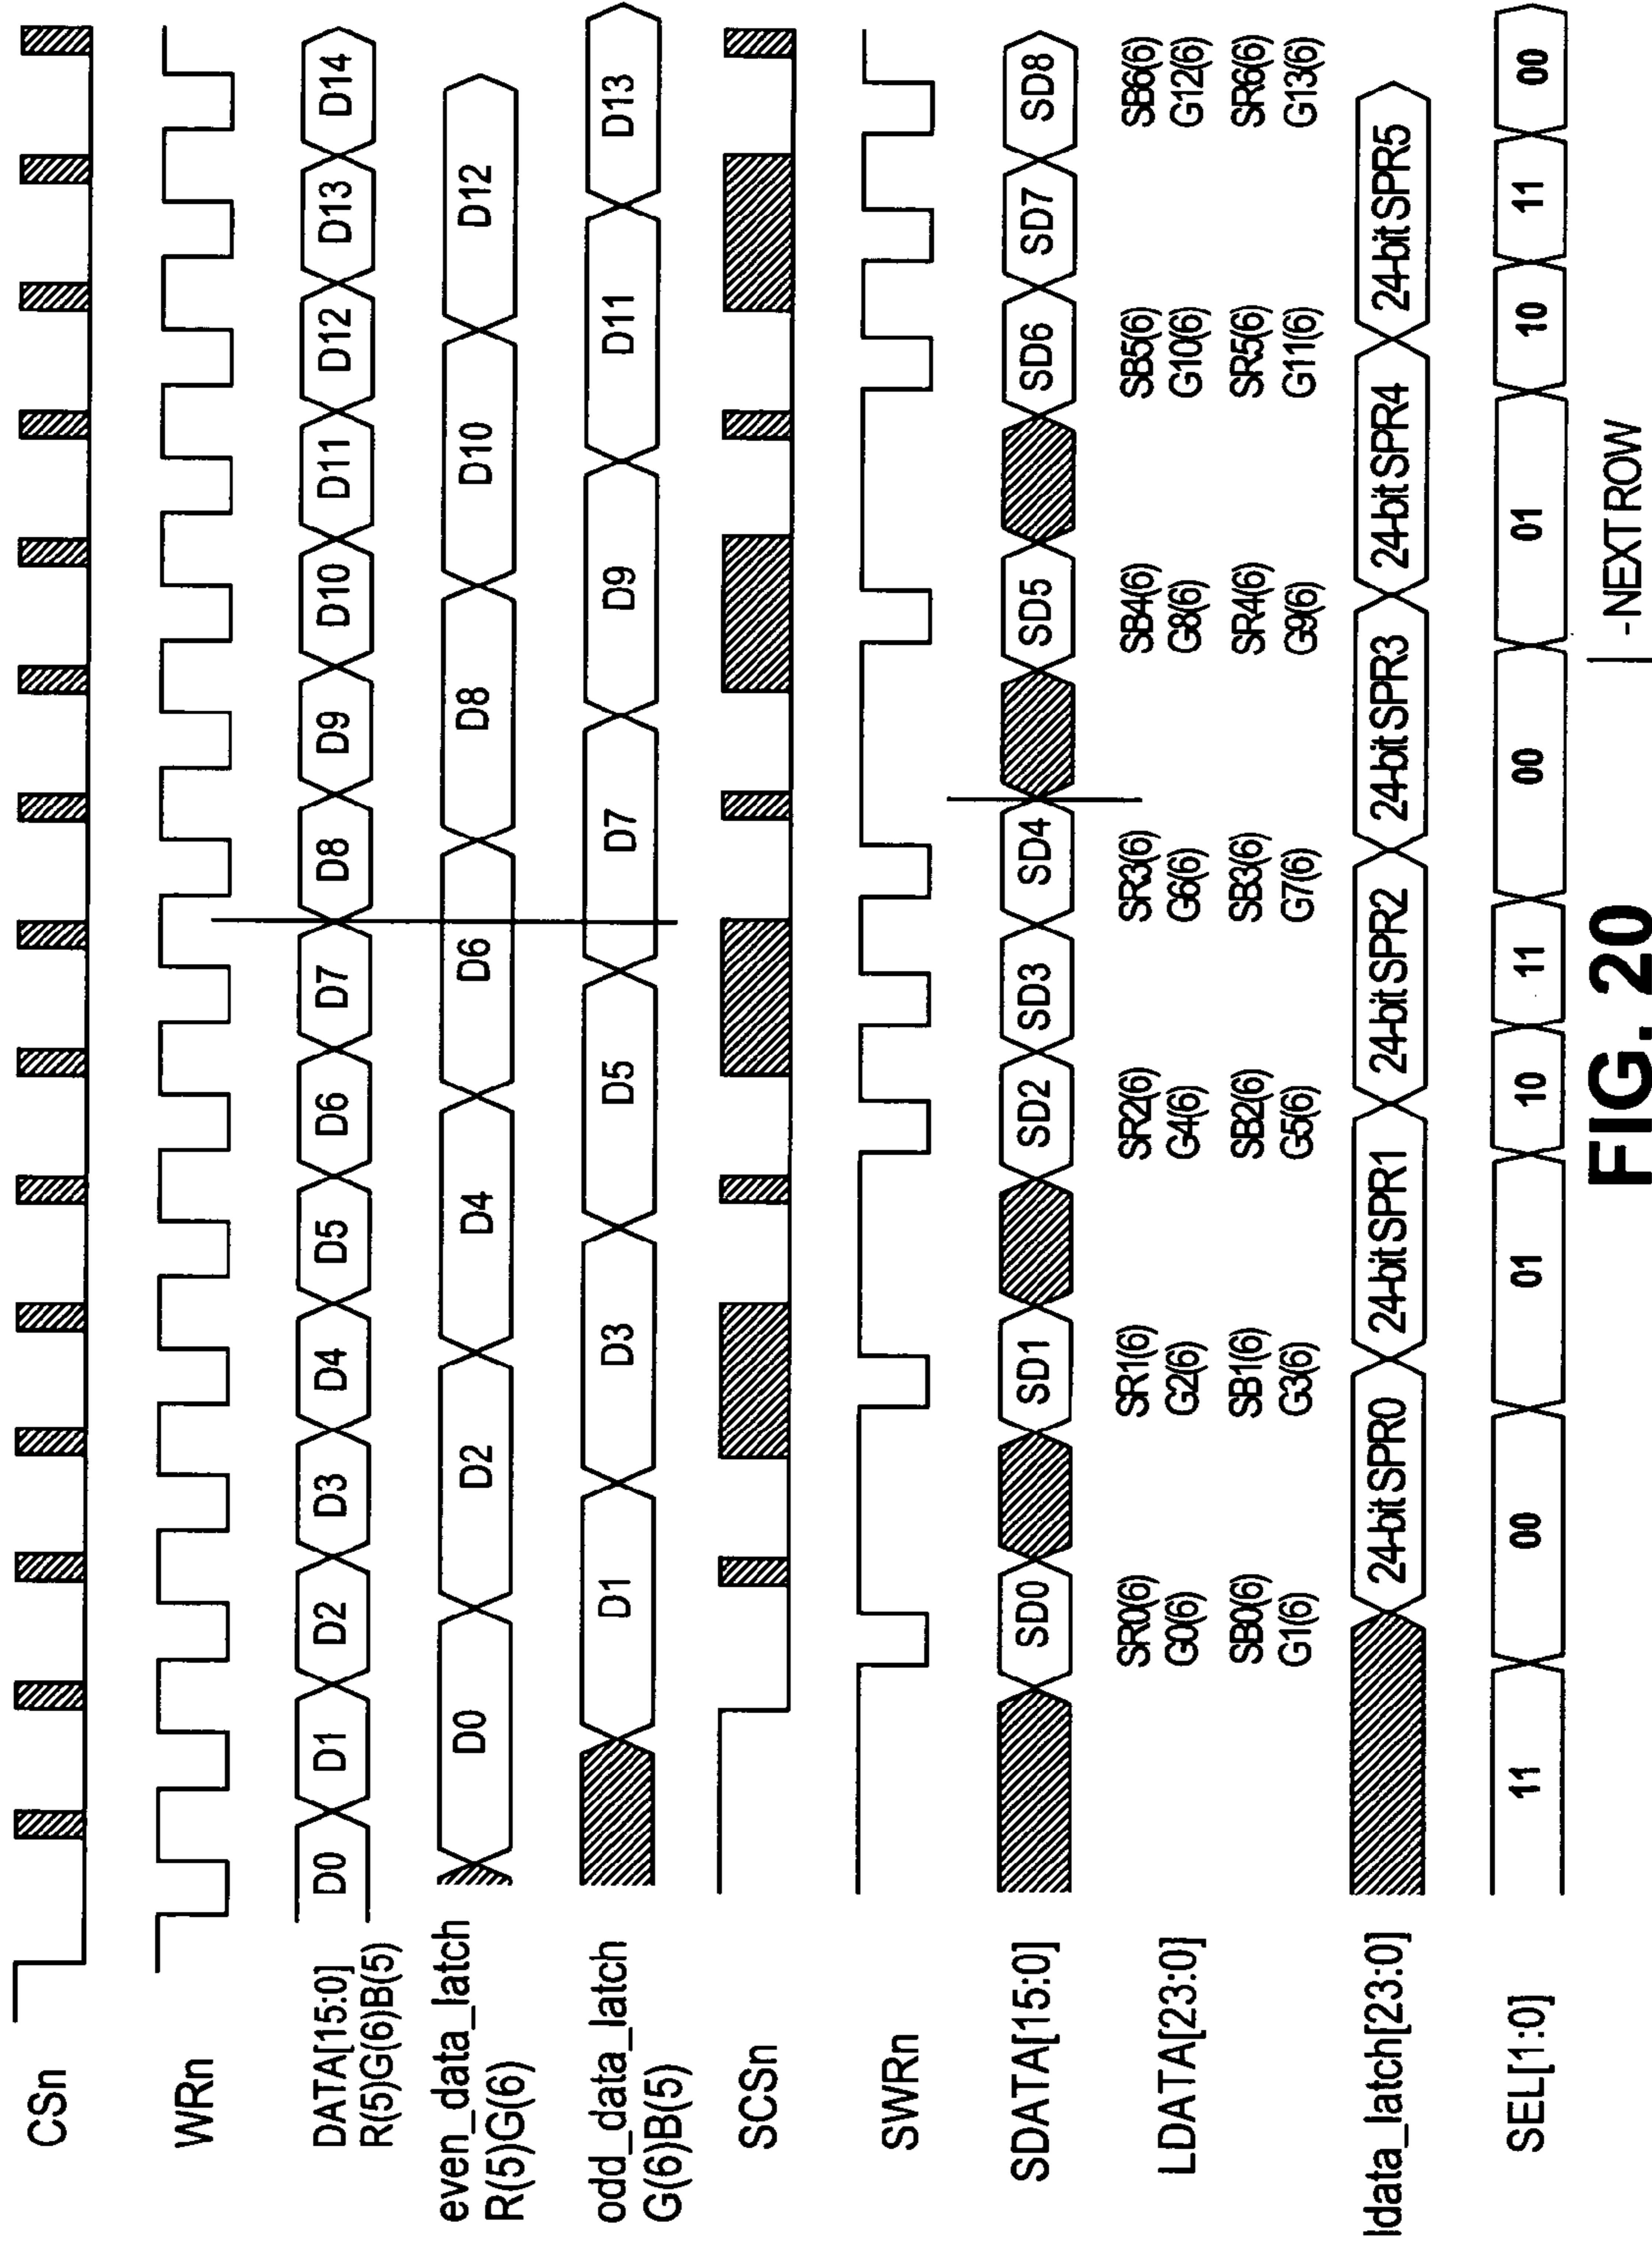 CSn
WRn
DATA[15:0]
R(5)G(6)B(5)
D0 D1 D2 D3 D4 D5 D6 D7 D8 D9 D10 D11 D12 D13 D14
even_data_latch
R(5)G(6)
D0 D2 D4 D6 D8 D10 D12
odd_data_latch
G(6)B(5)
D1 D3 D5 D7 D9 D11 D13
SCSn
SWRn
SDATA[15:0]
SD0 SD1 SD2 SD3 SD4 SD5 SD6 SD7 SD8
LDATA[23:0]
SR0(6) SR1(6) SR2(6) SR3(6) SB4(6) SB5(6) SB6(6)
G0(6) G2(6) G4(6) G6(6) G8(6) G10(6) G12(6)
SB0(6) SB1(6) SB2(6) SB3(6) SR4(6) SR5(6) SR6(6)
G1(6) G3(6) G5(6) G7(6) G9(6) G11(6) G13(6)
ldata_latch[23:0]
24-bit SPR0 24-bit SPR1 24-bit SPR2 24-bit SPR3 24-bit SPR4 24-bit SPR5
SEL[1:0]
11 00 01 10 11 00 01 10 11 00
-NEXT ROW
FIG. 20